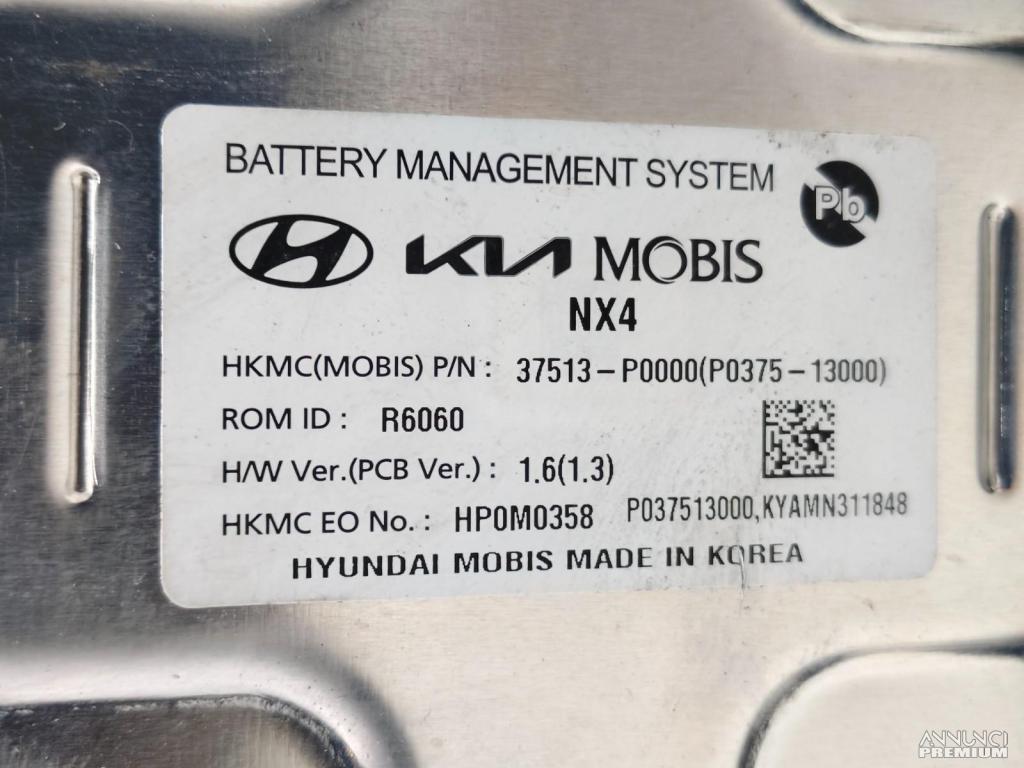 BATTERY MANAGEMENT SYSTEM
Pb
KIA MOBIS
NX4
HKMC(MOBIS) P/N : 37513-P0000(P0375-13000)
ROM ID : R6060
H/W Ver.(PCB Ver.) : 1.6(1.3)
HKMC EO No. : HP0M0358 P037513000,KYAMN311848
HYUNDAI MOBIS MADE IN KOREA
ANNUNCI
PREMIUM